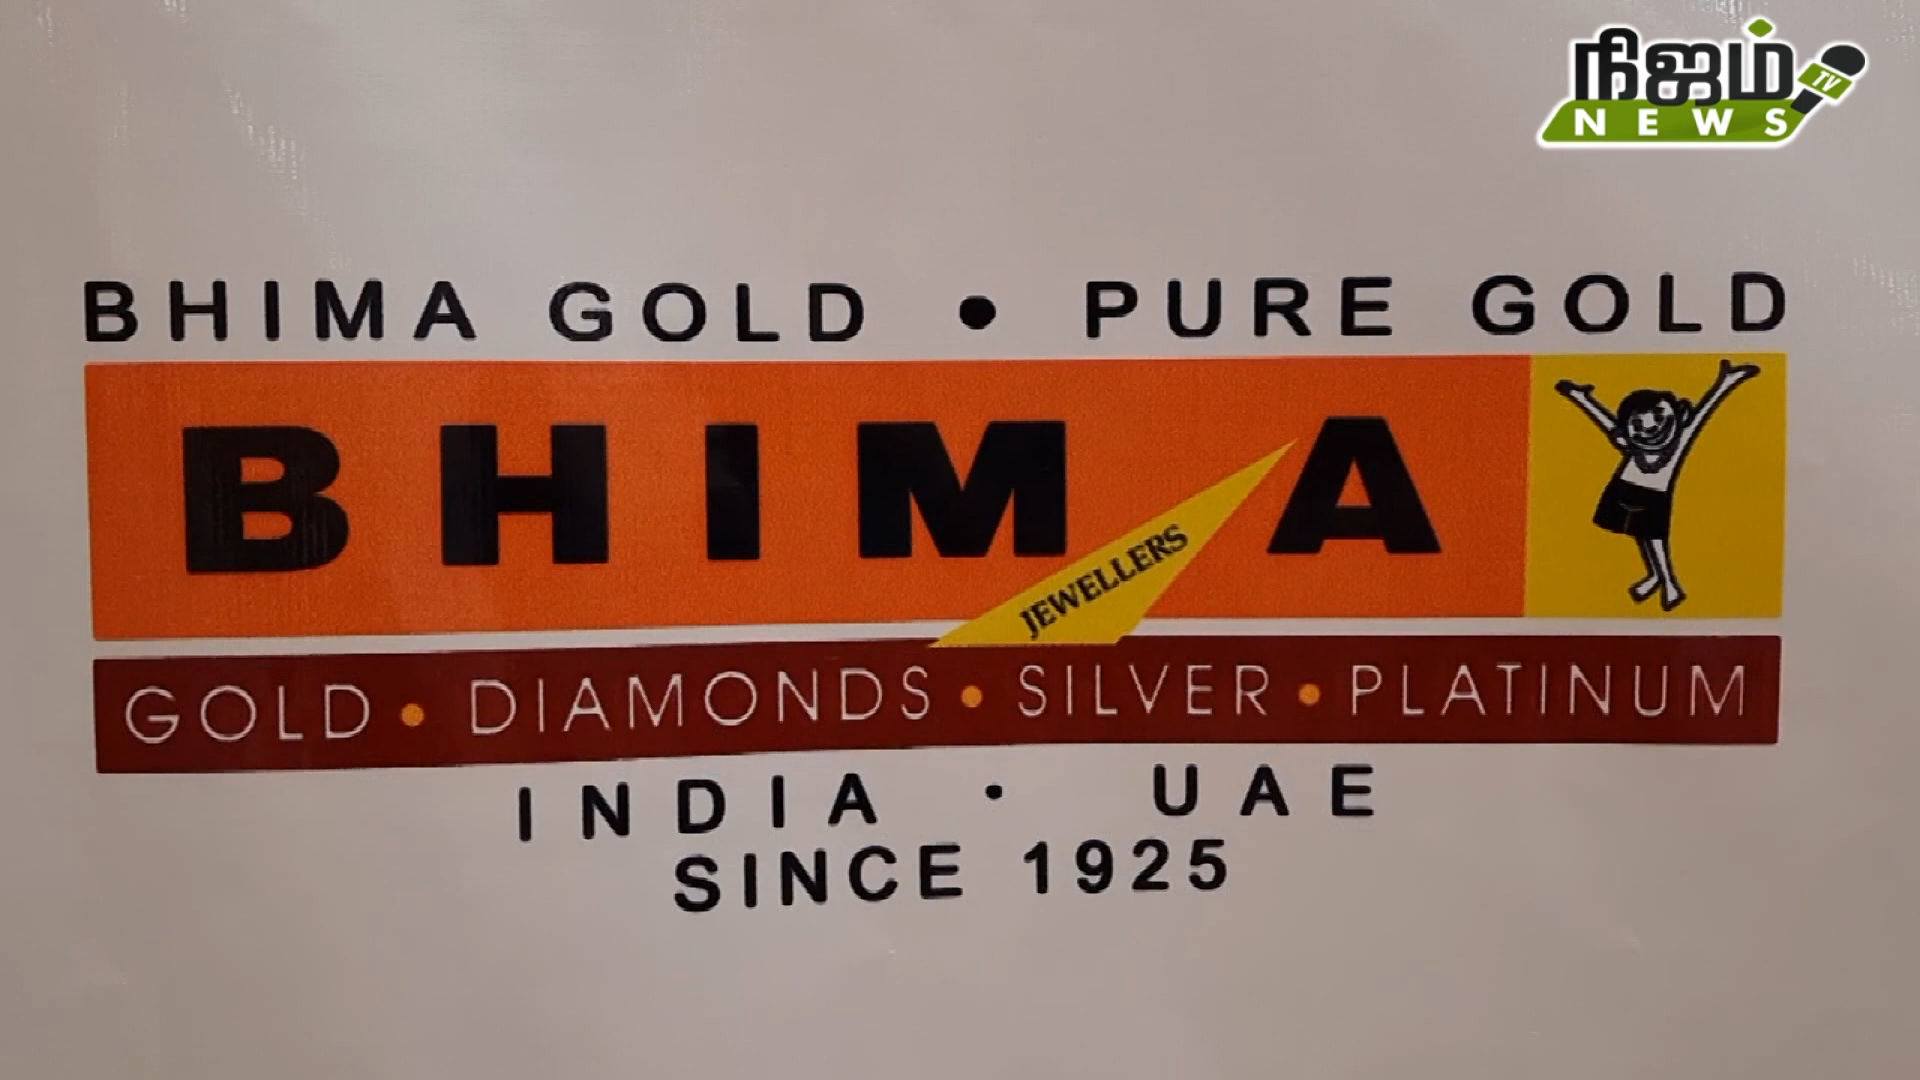 நிஜம்
TV
NEWS
BHIMA GOLD • PURE GOLD
BHIMA
JEWELLERS
GOLD • DIAMONDS • SILVER • PLATINUM
INDIA · UAE
SINCE 1925